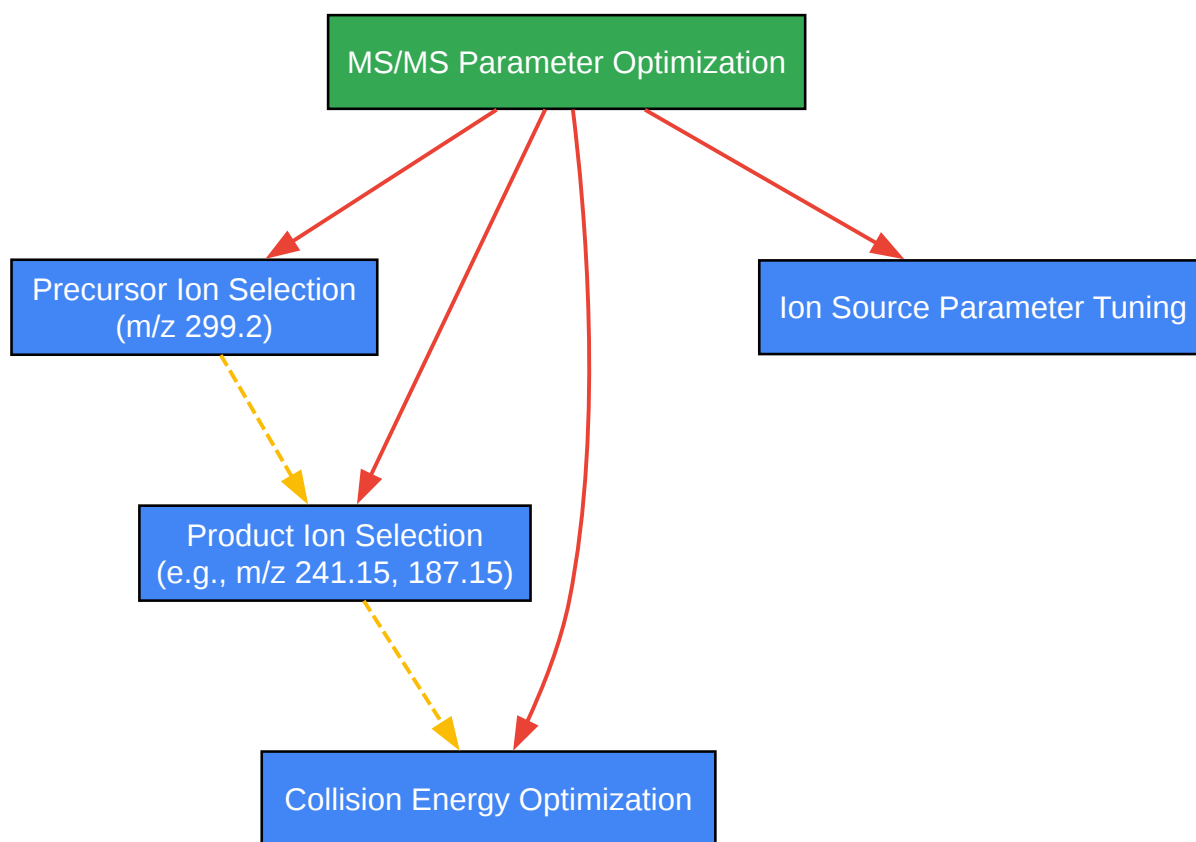 MS/MS Parameter Optimization
Precursor Ion Selection
(m/z 299.2)
Ion Source Parameter Tuning
Product Ion Selection
(e.g., m/z 241.15, 187.15)
Collision Energy Optimization